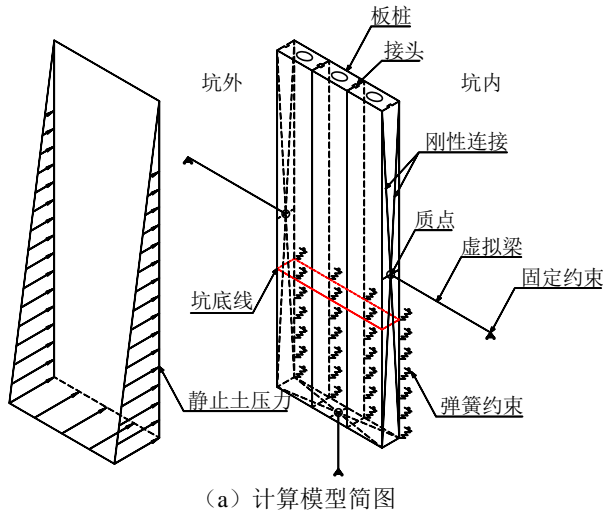 板桩
接头
坑外
坑内
刚性连接
质点
虚拟梁
固定约束
坑底线
静止土压力
弹簧约束
（a）计算模型简图